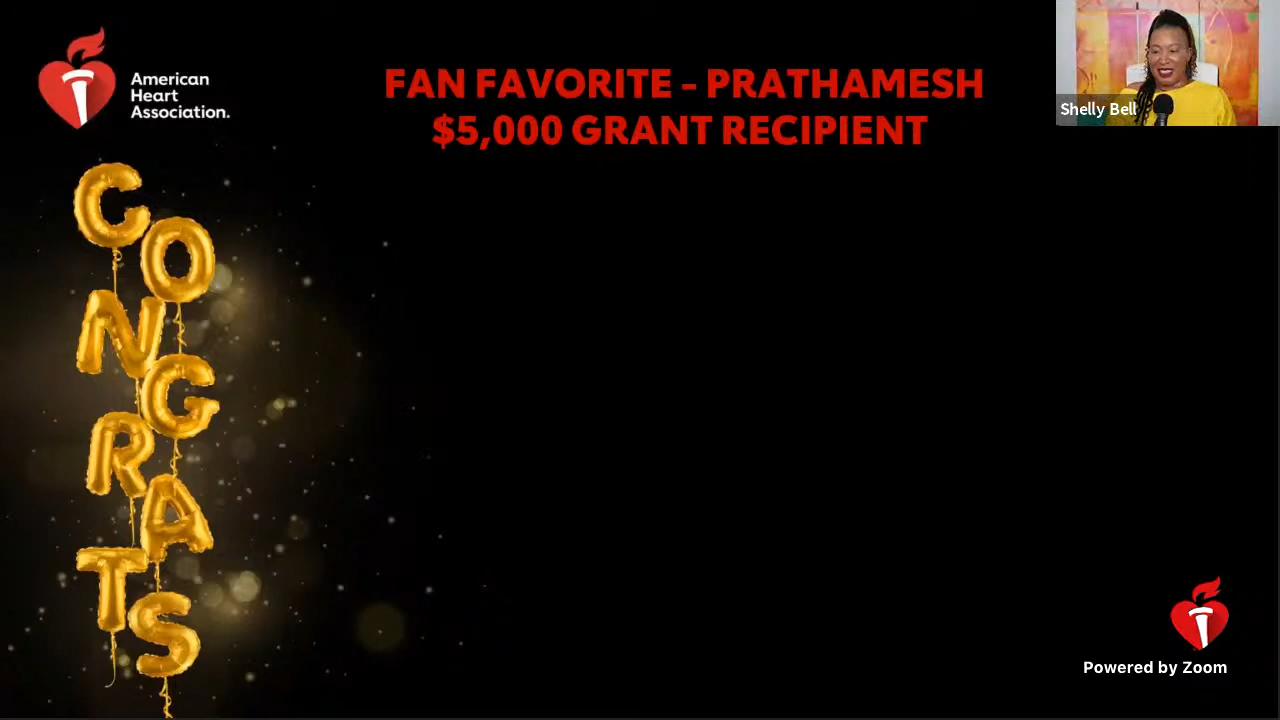 American
Heart
Association.
FAN FAVORITE - PRATHAMESH
$5,000 GRANT RECIPIENT
Shelly Bell
CONGRATS
Powered by Zoom